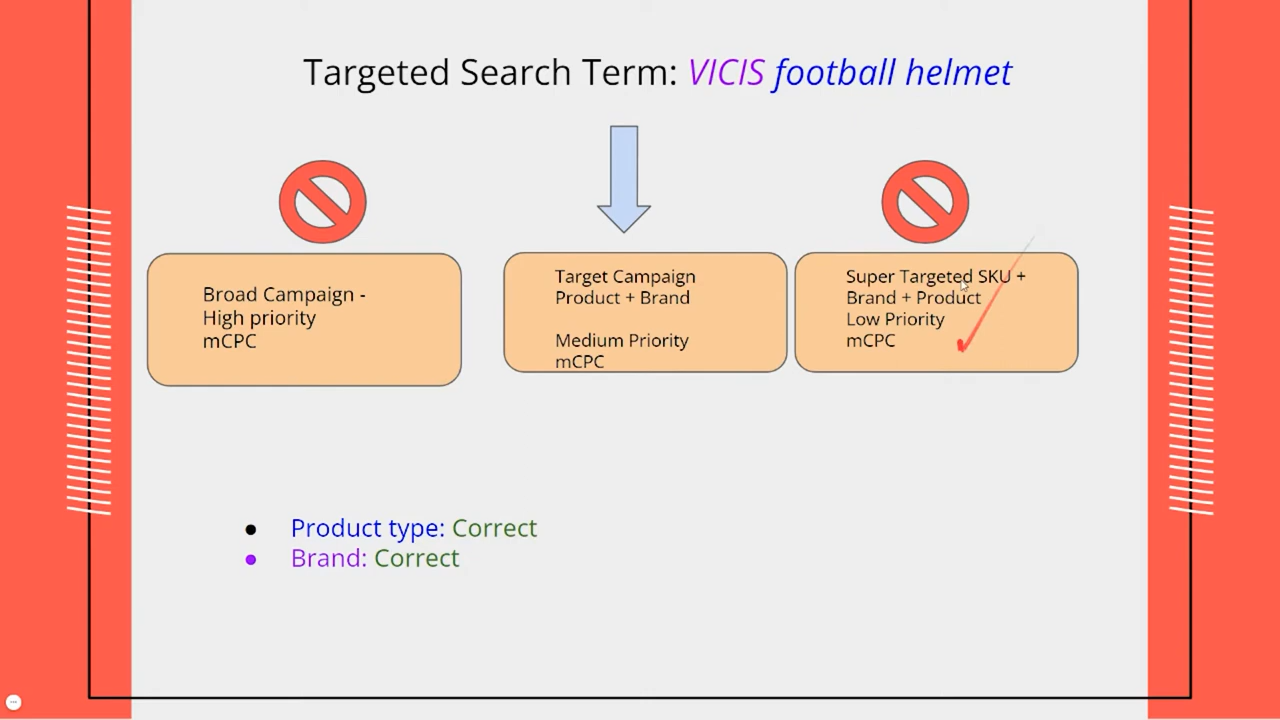 Targeted Search Term: VICIS football helmet
Broad Campaign -
High priority
mCPC
Target Campaign
Product + Brand
Medium Priority
mCPC
Super Targeted SKU +
Brand + Product
Low Priority
mCPC
Product type: Correct
Brand: Correct